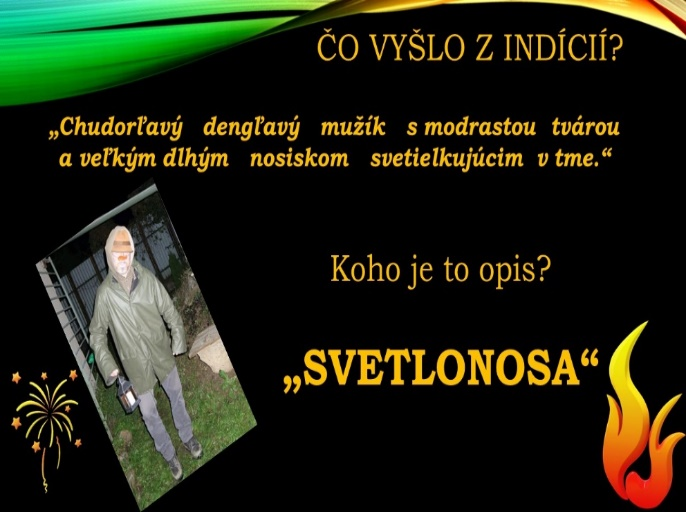 ČO VYŠLO Z INDÍCIÍ?
„Chudorľavý dengľavý mužík s modrastou tvárou
a veľkým dlhým nosiskom svetielkujúcim v tme.“
Koho je to opis?
„SVETLONOSA“